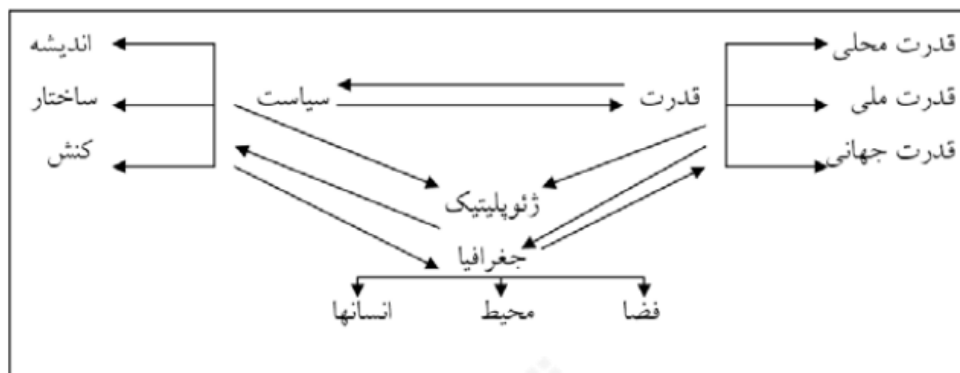 قدرت محلی
اندیشه
قدرت ملی
قدرت
سیاست
ساختار
قدرت جهانی
کنش
ژئوپلیتیک
جغرافیا
فضا
محیط
انسانها